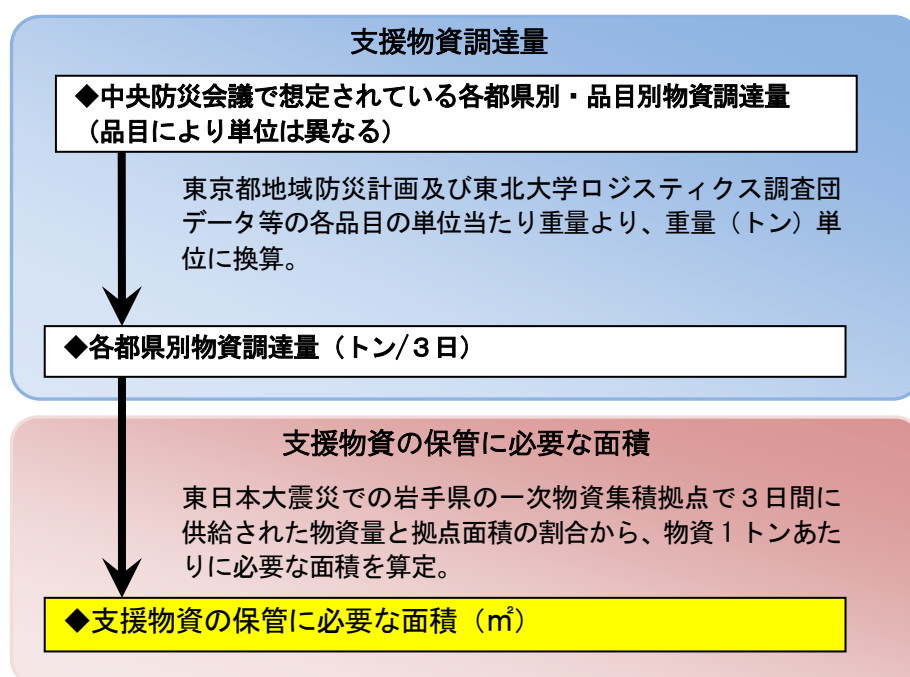 支援物資調達量
◆中央防災会議で想定されている各都県別・品目別物資調達量
（品目により単位は異なる）
東京都地域防災計画及び東北大学ロジスティクス調査団
データ等の各品目の単位当たり重量より、重量（トン）単
位に換算。
◆各都県別物資調達量（トン/３日）
支援物資の保管に必要な面積
東日本大震災での岩手県の一次物資集積拠点で３日間に
供給された物資量と拠点面積の割合から、物資１トンあた
りに必要な面積を算定。
◆支援物資の保管に必要な面積（㎡）